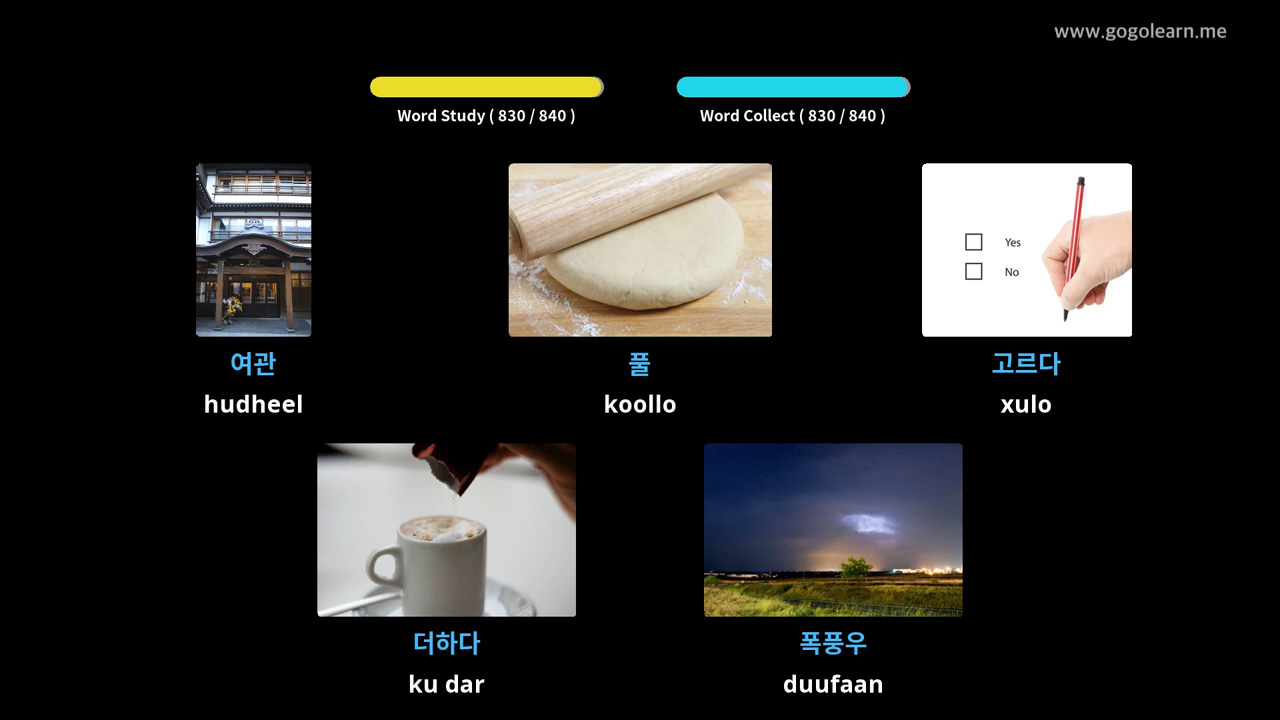 www.gogolearn.me
Word Study ( 830 / 840 )
Word Collect ( 830 / 840 )
Yes
No
여관
hudheel
풀
koollo
고르다
xulo
더하다
ku dar
폭풍우
duufaan